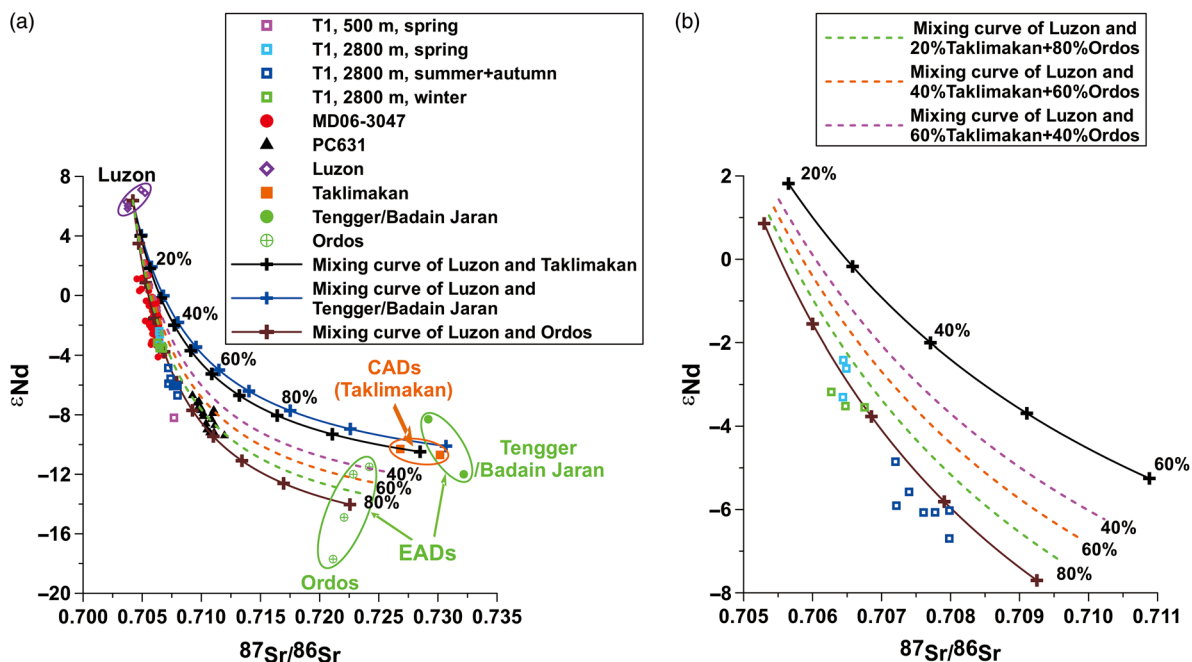 (a)
T1, 500 m, spring
T1, 2800 m, spring
T1, 2800 m, summer+autumn
T1, 2800 m, winter
MD06-3047
PC631
Luzon
Taklimakan
Tengger/Badain Jaran
Ordos
Mixing curve of Luzon and Taklimakan
Mixing curve of Luzon and
Tengger/Badain Jaran
Mixing curve of Luzon and Ordos
8
4
0
−4
−8
−12
−16
−20
εNd
Luzon
20%
40%
60%
80%
CADs
(Taklimakan)
Tengger
/Badain Jaran
40%
60%
80%
EADs
Ordos
0.700
0.705
0.710
0.715
0.720
0.725
0.730
0.735
⁸⁷Sr/⁸⁶Sr
(b)
Mixing curve of Luzon and
20%Taklimakan+80%Ordos
Mixing curve of Luzon and
40%Taklimakan+60%Ordos
Mixing curve of Luzon and
60%Taklimakan+40%Ordos
2
0
−2
−4
−6
−8
εNd
20%
40%
60%
40%
60%
80%
0.705
0.706
0.707
0.708
0.709
0.710
0.711
⁸⁷Sr/⁸⁶Sr